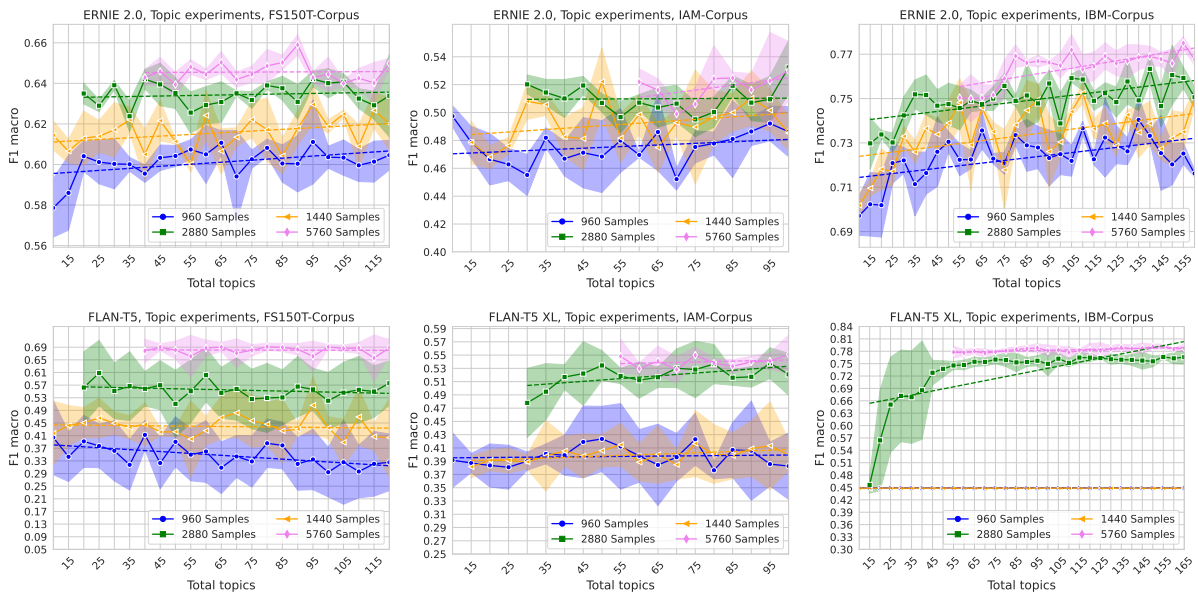 ERNIE 2.0, Topic experiments, FS150T-Corpus
F1 macro
0.66
0.64
0.62
0.60
0.58
0.56
960 Samples
2880 Samples
1440 Samples
5760 Samples
15 25 35 45 55 65 75 85 95 105 115
Total topics
ERNIE 2.0, Topic experiments, IAM-Corpus
F1 macro
0.54
0.52
0.50
0.48
0.46
0.44
0.42
0.40
960 Samples
2880 Samples
1440 Samples
5760 Samples
15 25 35 45 55 65 75 85 95
Total topics
ERNIE 2.0, Topic experiments, IBM-Corpus
F1 macro
0.77
0.75
0.73
0.71
0.69
960 Samples
2880 Samples
1440 Samples
5760 Samples
15 25 35 45 55 65 75 85 95 105 115 125 135 145 155
Total topics
FLAN-T5, Topic experiments, FS150T-Corpus
F1 macro
0.69
0.65
0.61
0.57
0.53
0.49
0.45
0.41
0.37
0.33
0.29
0.25
0.21
0.17
0.13
0.09
0.05
960 Samples
2880 Samples
1440 Samples
5760 Samples
15 25 35 45 55 65 75 85 95 105 115
Total topics
FLAN-T5 XL, Topic experiments, IAM-Corpus
F1 macro
0.59
0.55
0.53
0.51
0.47
0.45
0.43
0.41
0.39
0.35
0.33
0.31
0.29
0.27
0.25
960 Samples
2880 Samples
1440 Samples
5760 Samples
15 25 35 45 55 65 75 85 95
Total topics
FLAN-T5 XL, Topic experiments, IBM-Corpus
F1 macro
0.84
0.81
0.78
0.75
0.72
0.66
0.63
0.60
0.57
0.54
0.51
0.48
0.45
0.42
0.39
0.36
0.33
0.30
960 Samples
2880 Samples
1440 Samples
5760 Samples
15 25 35 45 55 65 75 85 95 105 115 125 135 145 155 165
Total topics